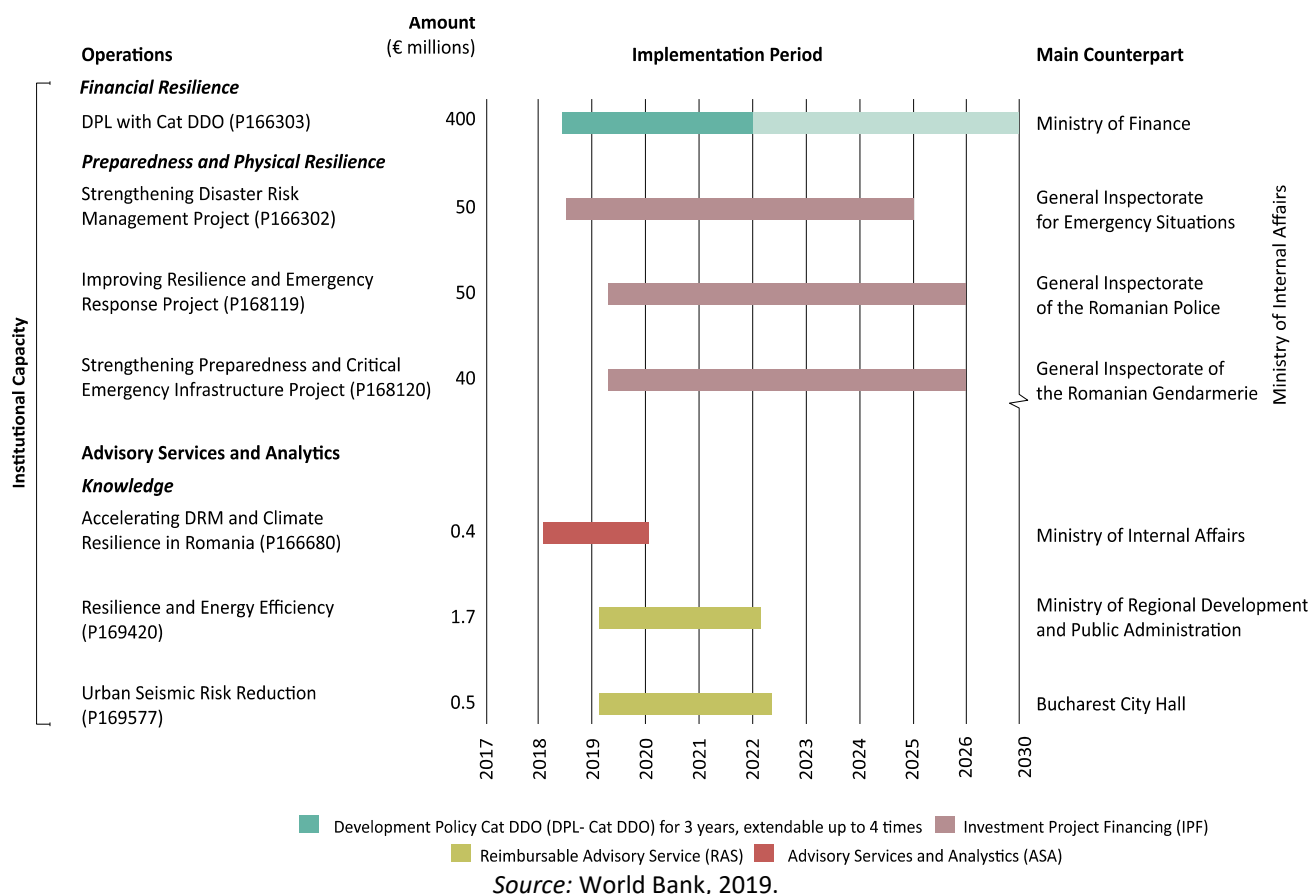 Amount
(€ millions)
Operations
Implementation Period
Main Counterpart
Institutional Capacity
Financial Resilience
DPL with Cat DDO (P166303)
400
Ministry of Finance
Preparedness and Physical Resilience
Strengthening Disaster Risk
Management Project (P166302)
50
General Inspectorate
for Emergency Situations
Ministry of Internal Affairs
Improving Resilience and Emergency
Response Project (P168119)
50
General Inspectorate
of the Romanian Police
Strengthening Preparedness and Critical
Emergency Infrastructure Project (P168120)
40
General Inspectorate of
the Romanian Gendarmerie
Advisory Services and Analytics
Knowledge
Accelerating DRM and Climate
Resilience in Romania (P166680)
0.4
Ministry of Internal Affairs
Resilience and Energy Efficiency
(P169420)
1.7
Ministry of Regional Development
and Public Administration
Urban Seismic Risk Reduction
(P169577)
0.5
Bucharest City Hall
2017
2018
2019
2020
2021
2022
2023
2024
2025
2026
2030
Development Policy Cat DDO (DPL- Cat DDO) for 3 years, extendable up to 4 times
Investment Project Financing (IPF)
Reimbursable Advisory Service (RAS)
Advisory Services and Analystics (ASA)
Source: World Bank, 2019.